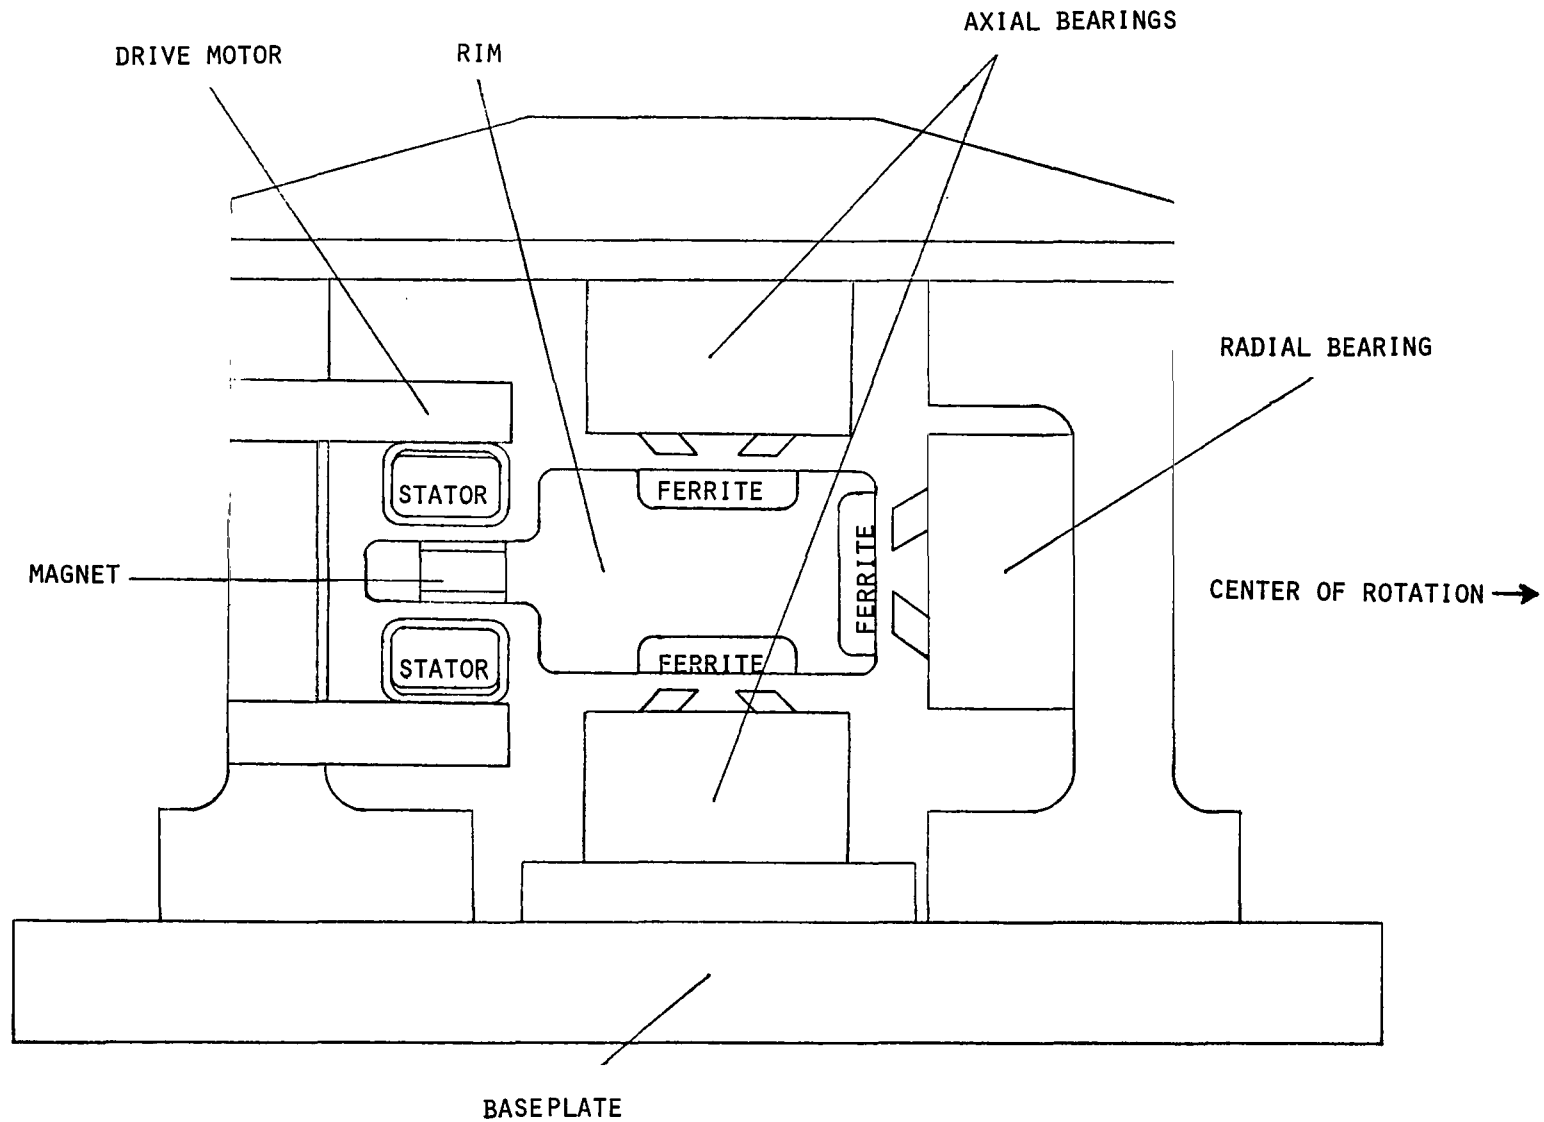 AXIAL BEARINGS
DRIVE MOTOR
RIM
RADIAL BEARING
STATOR
FERRITE
FERRITE
MAGNET
CENTER OF ROTATION
STATOR
FERRITE
BASEPLATE